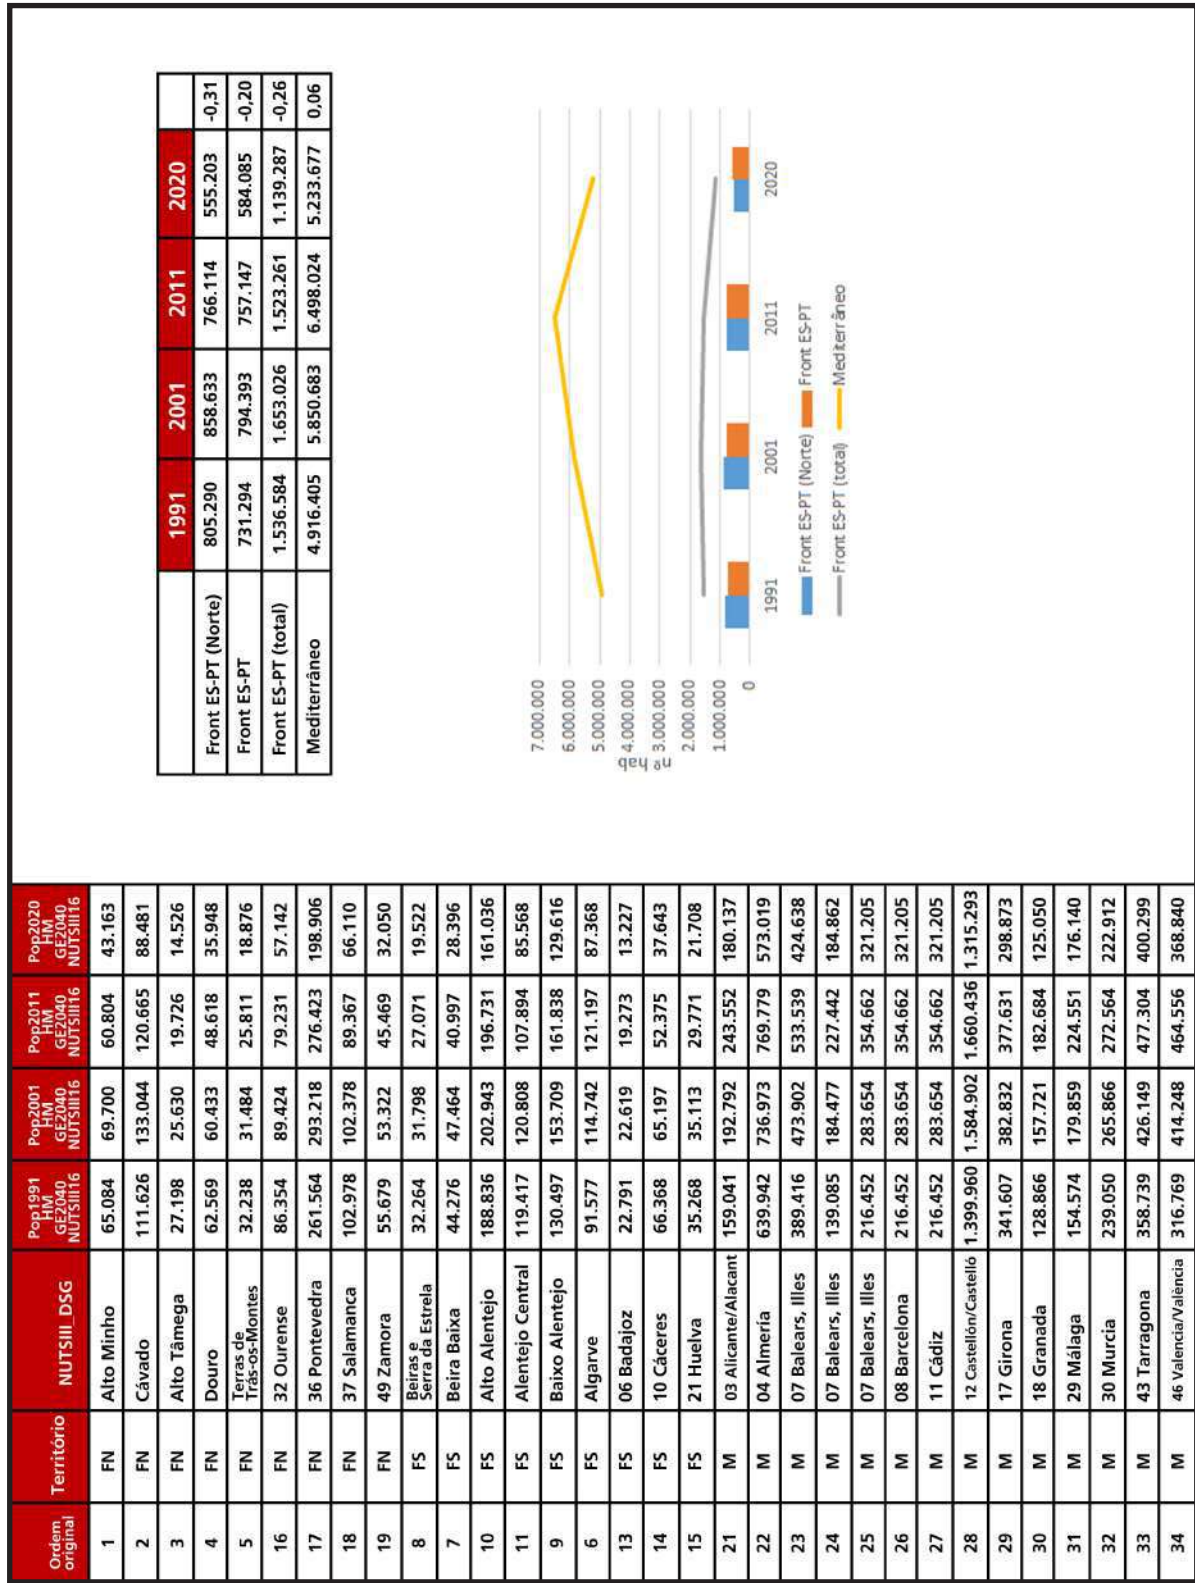 Ordem original Território NUTSIII_DSG Pop1991 HM GE2040 NUTSIII16 Pop2001 HM GE2040 NUTSIII16 Pop2011 HM GE2040 NUTSIII16 Pop2020 HM GE2040 NUTSIII16
1 FN Alto Minho 65.084 69.700 60.804 43.163
2 FN Cávado 111.626 133.044 120.665 88.481
3 FN Alto Tâmega 27.198 25.630 19.726 14.526
4 FN Douro 62.569 60.433 48.618 35.948
5 FN Terras de Trás-os-Montes 32.238 31.484 25.811 18.876
16 FN 32 Ourense 86.354 89.424 79.231 57.142
17 FN 36 Pontevedra 261.564 293.218 276.423 198.906
18 FN 37 Salamanca 102.978 102.378 89.367 66.110
19 FN 49 Zamora 55.679 53.322 45.469 32.050
8 FS Beiras e Serra da Estrela 32.264 31.798 27.071 19.522
7 FS Beira Baixa 44.276 47.464 40.997 28.396
10 FS Alto Alentejo 188.836 202.943 196.731 161.036
11 FS Alentejo Central 119.417 120.808 107.894 85.568
9 FS Baixo Alentejo 130.497 153.709 161.838 129.616
6 FS Algarve 91.577 114.742 121.197 87.368
13 FS 06 Badajoz 22.791 22.619 19.273 13.227
14 FS 10 Cáceres 66.368 65.197 52.375 37.643
15 FS 21 Huelva 35.268 35.113 29.771 21.708
21 M 03 Alicante/Alacant 159.041 192.792 243.552 180.137
22 M 04 Almería 639.942 736.973 769.779 573.019
23 M 07 Balears, Illes 389.416 473.902 533.539 424.638
24 M 07 Balears, Illes 139.085 184.477 227.442 184.862
25 M 07 Balears, Illes 216.452 283.654 354.662 321.205
26 M 08 Barcelona 216.452 283.654 354.662 321.205
27 M 11 Cádiz 216.452 283.654 354.662 321.205
28 M 12 Castellón/Castelló 1.399.960 1.584.902 1.660.436 1.315.293
29 M 17 Girona 341.607 382.832 377.631 298.873
30 M 18 Granada 128.866 157.721 182.684 125.050
31 M 29 Málaga 154.574 179.859 224.551 176.140
32 M 30 Murcia 239.050 265.866 272.564 222.912
33 M 43 Tarragona 358.739 426.149 477.304 400.299
34 M 46 Valencia/València 316.769 414.248 464.556 368.840
1991 2001 2011 2020
Front ES-PT (Norte) 805.290 858.633 766.114 555.203 -0,31
Front ES-PT 731.294 794.393 757.147 584.085 -0,20
Front ES-PT (total) 1.536.584 1.653.026 1.523.261 1.139.287 -0,26
Mediterrâneo 4.916.405 5.850.683 6.498.024 5.233.677 0,06
nº hab
7.000.000
6.000.000
5.000.000
4.000.000
3.000.000
2.000.000
1.000.000
0
1991 2001 2011 2020
Front ES-PT (Norte) Front ES-PT
Front ES-PT (total) Mediterrâneo